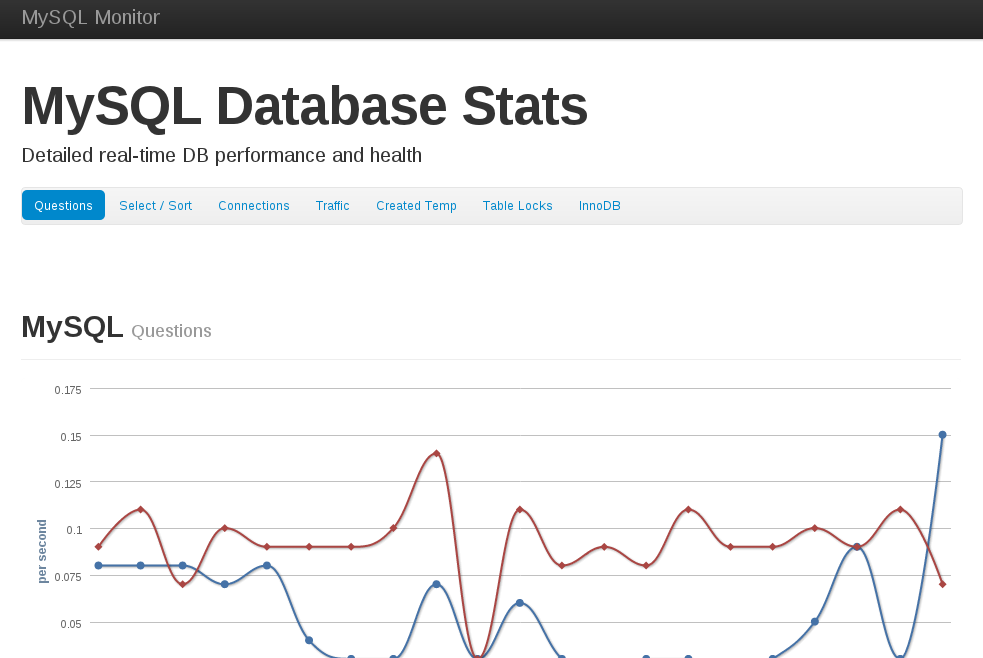 MySQL Monitor
MySQL Database Stats
Detailed real-time DB performance and health
Questions Select / Sort Connections Traffic Created Temp Table Locks InnoDB
MySQL Questions
0.175
0.15
0.125
0.1
0.075
0.05
per second